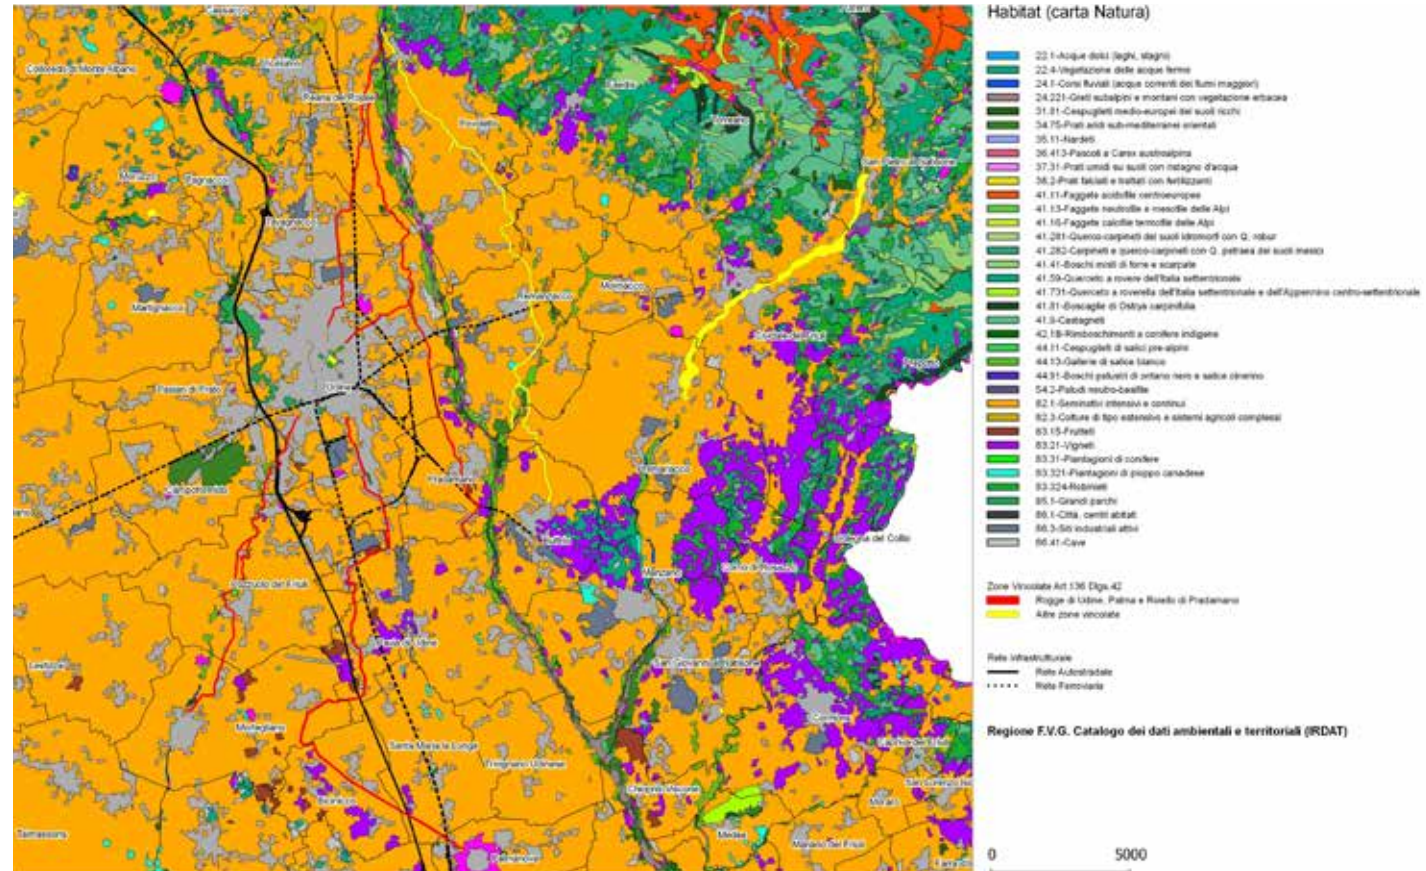 Habitat (carta Natura)
22.1-Acque dolci (laghi, stagni)
22.4-Vegetazione delle acque ferme
24.1-Corsi fluviali (acque correnti dei fiumi maggiori)
24.221-Greti subalpini e montani con vegetazione erbacea
31.81-Cespuglieti medio-europei dei suoli ricchi
34.75-Prati aridi sub-mediterranei orientali
35.11-Nardeti
36.413-Pascoli a Carex austroalpina
37.31-Prati umidi su suoli con ristagno d'acqua
38.2-Prati falciati e trattati con fertilizzanti
41.11-Faggete acidofile centroeuropee
41.13-Faggete neutrofile e mesofile delle Alpi
41.16-Faggete calcifile termofile delle Alpi
41.281-Querco-carpineti dei suoli idromorfi con Q. robur
41.282-Carpineti e querco-carpineti con Q. petraea dei suoli mesici
41.41-Boschi misti di forre e scarpate
41.59-Querceto a rovere dell'Italia settentrionale
41.731-Querceto a roverella dell'Italia settentrionale e dell'Appennino centro-settentrionale
41.81-Boscaglie di Ostrya carpinifolia
41.9-Castagneti
42.1B-Rimboschimenti a conifere indigene
44.11-Cespuglieti di salici pre-alpini
44.13-Gallerie di salice bianco
44.91-Boschi palustri di ontano nero e salice cinerino
54.2-Paludi neutro-basifile
82.1-Seminativi intensivi e continui
82.3-Colture di tipo estensivo e sistemi agricoli complessi
83.15-Frutteti
83.21-Vigneti
83.31-Piantagioni di conifere
83.321-Piantagioni di pioppo canadese
83.324-Robinieti
85.1-Grandi parchi
86.1-Città, centri abitati
86.3-Siti industriali attivi
86.41-Cave
Zone Vincolate Art.136 Dlgs.42
Rogge di Udine, Palma e Roiello di Pradamano
Altre zone vincolate
Rete Infrastrutturale
Rete Autostradale
Rete Ferroviaria
Regione F.V.G. Catalogo dei dati ambientali e territoriali (IRDAT)
0 5000
Colloredo di Monte Albano
Reana del Rojale
Povoletto
Torreano
Moruzzo
Pagnacco
Tavagnacco
Martignacco
Remanzacco
Moimacco
Cividale del Friuli
Prepotto
Pasian di Prato
Udine
Campoformido
Pradamano
Premariacco
Buttrio
Manzano
Corno di Rosazzo
Dolegna del Collio
Pozzuolo del Friuli
Pavia di Udine
Lestizza
San Giovanni al Natisone
Mortegliano
Cormons
Santa Maria la Longa
Trivignano Udinese
Capriva del Friuli
Bicinicco
Chiopris Viscone
Moraro
Talmassons
Medea
Mariano del Friuli
Palmanova